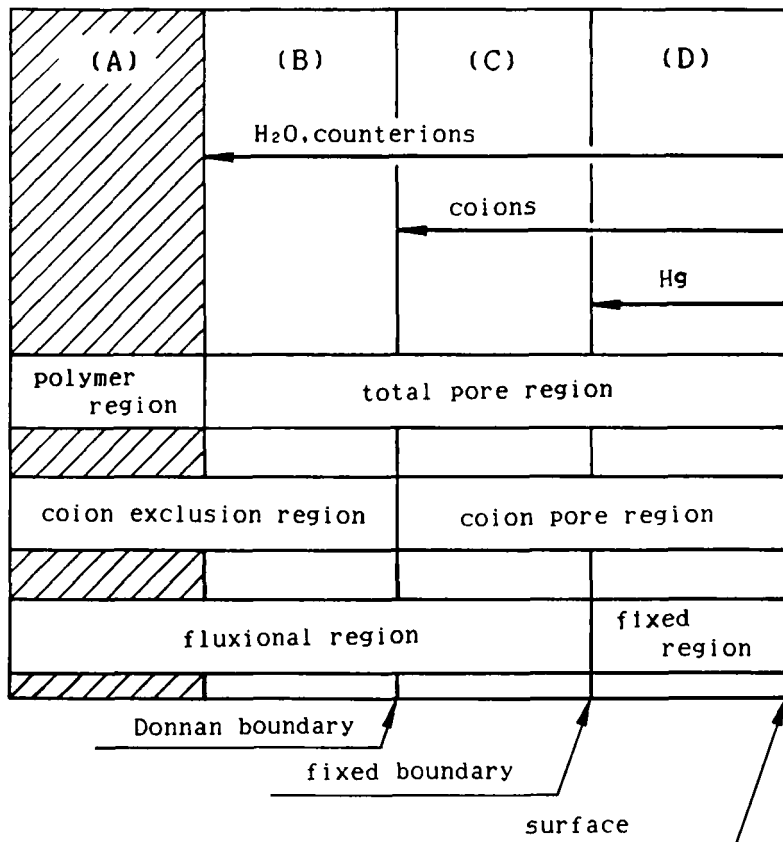 (A) (B) (C) (D)
H₂O,counterions
coions
Hg
polymer
region
total pore region
coion exclusion region
coion pore region
fluxional region
fixed
region
Donnan boundary
fixed boundary
surface